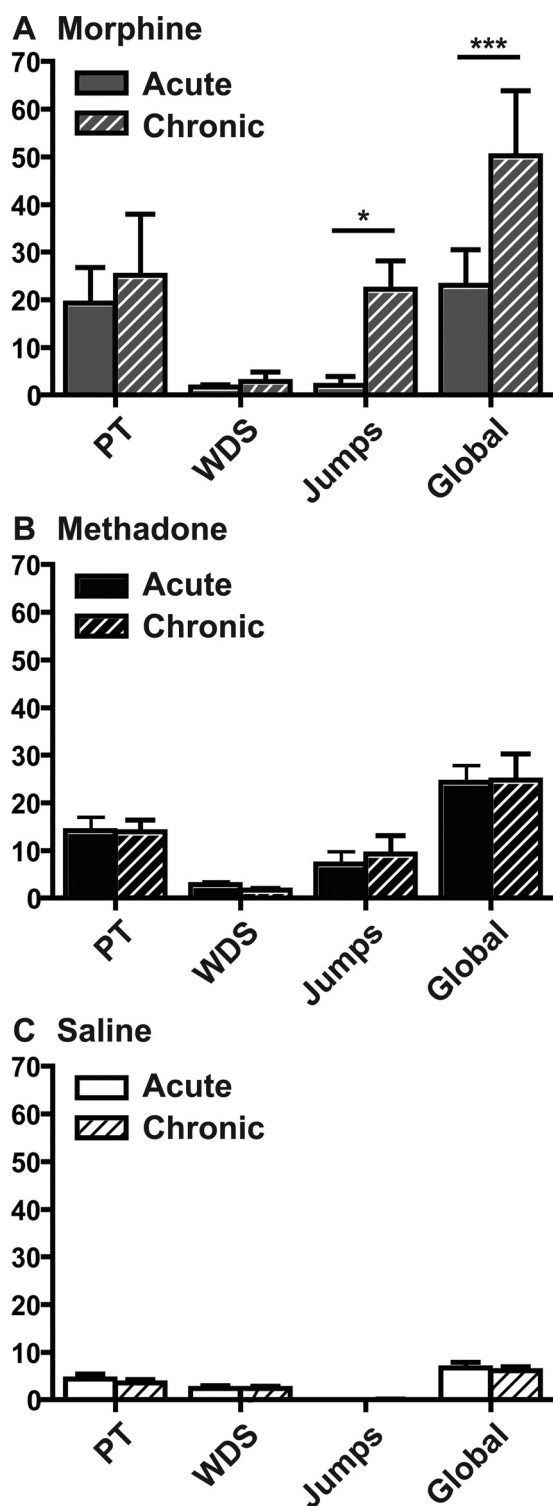 A Morphine
***
70
Acute
60
Chronic
50
40
*
30
20
10
0
PT
WDS
Jumps
Global
B Methadone
70
Acute
60
Chronic
50
40
30
20
10
0
PT
WDS
Jumps
Global
C Saline
70
Acute
60
Chronic
50
40
30
20
10
0
PT
WDS
Jumps
Global